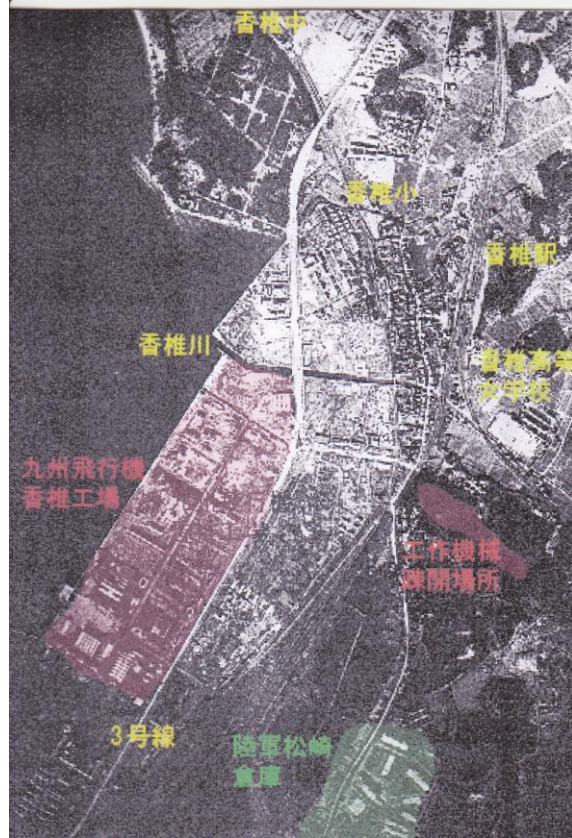 香椎中
香椎小
香椎駅
香椎川
香椎高等
女学校
九州飛行機
香椎工場
工作機械
疎開場所
3号線
陸軍松崎
倉庫